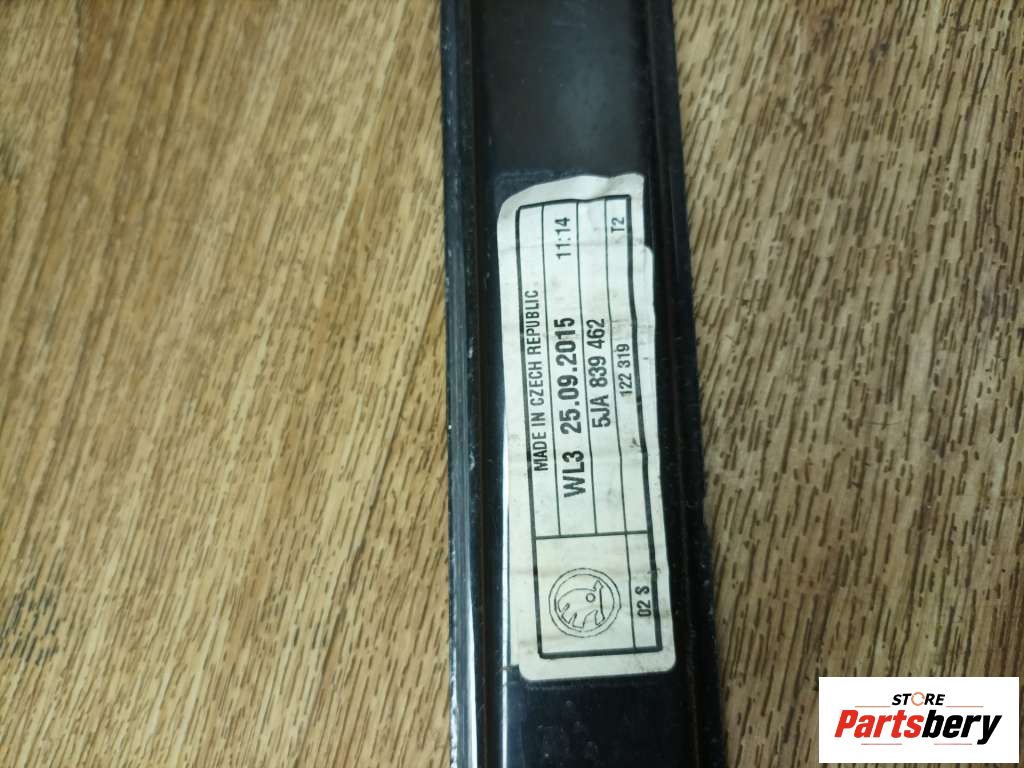 MADE IN CZECH REPUBLIC
WL3 25.09.2015 11:14
5JA 839 462
122 319 T2
02 S
STORE
Partsbery